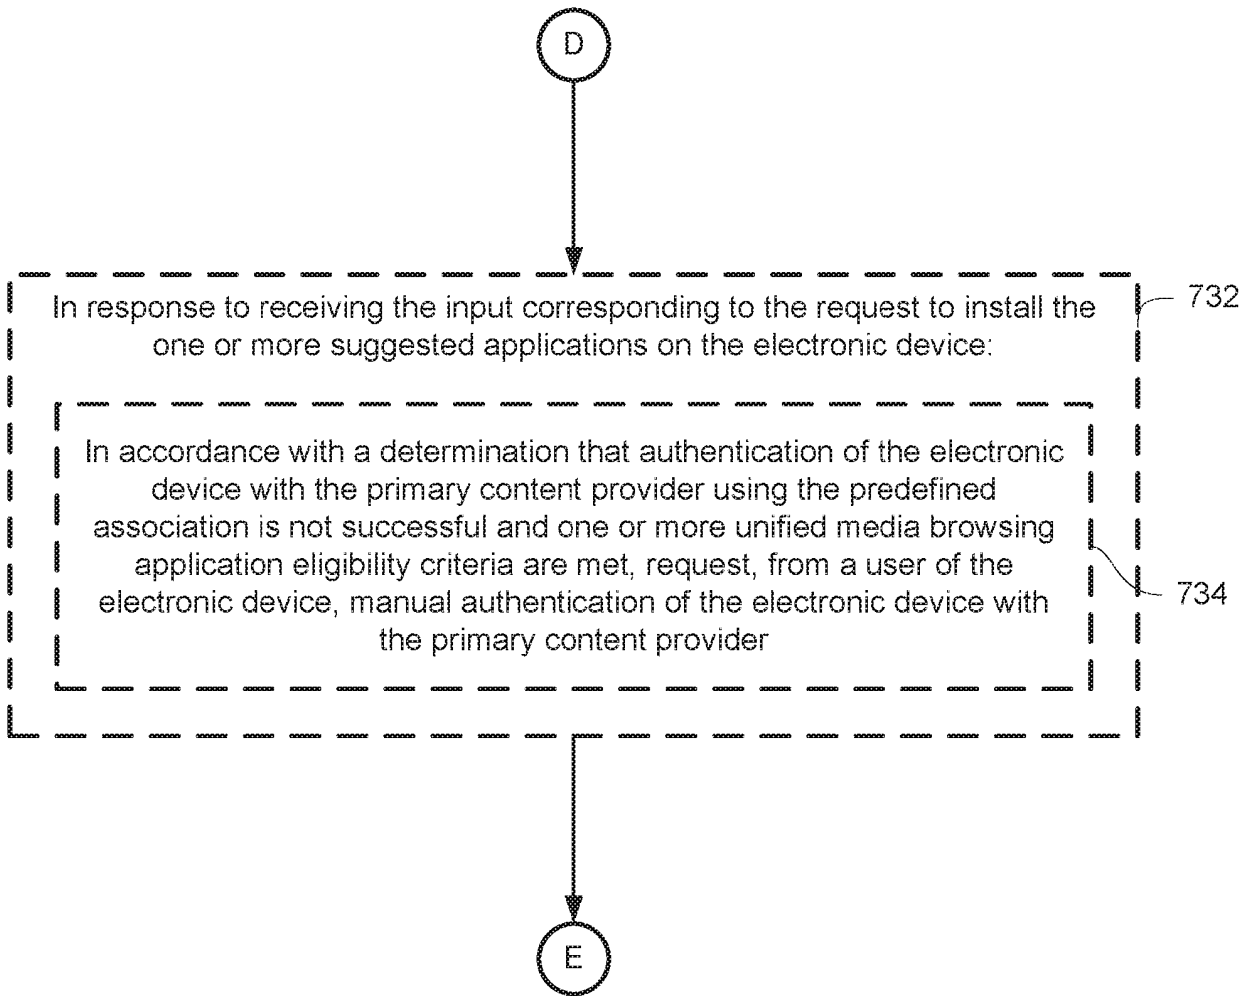 D
In response to receiving the input corresponding to the request to install the
one or more suggested applications on the electronic device:
732
In accordance with a determination that authentication of the electronic
device with the primary content provider using the predefined
association is not successful and one or more unified media browsing
application eligibility criteria are met, request, from a user of the
electronic device, manual authentication of the electronic device with
the primary content provider
734
E